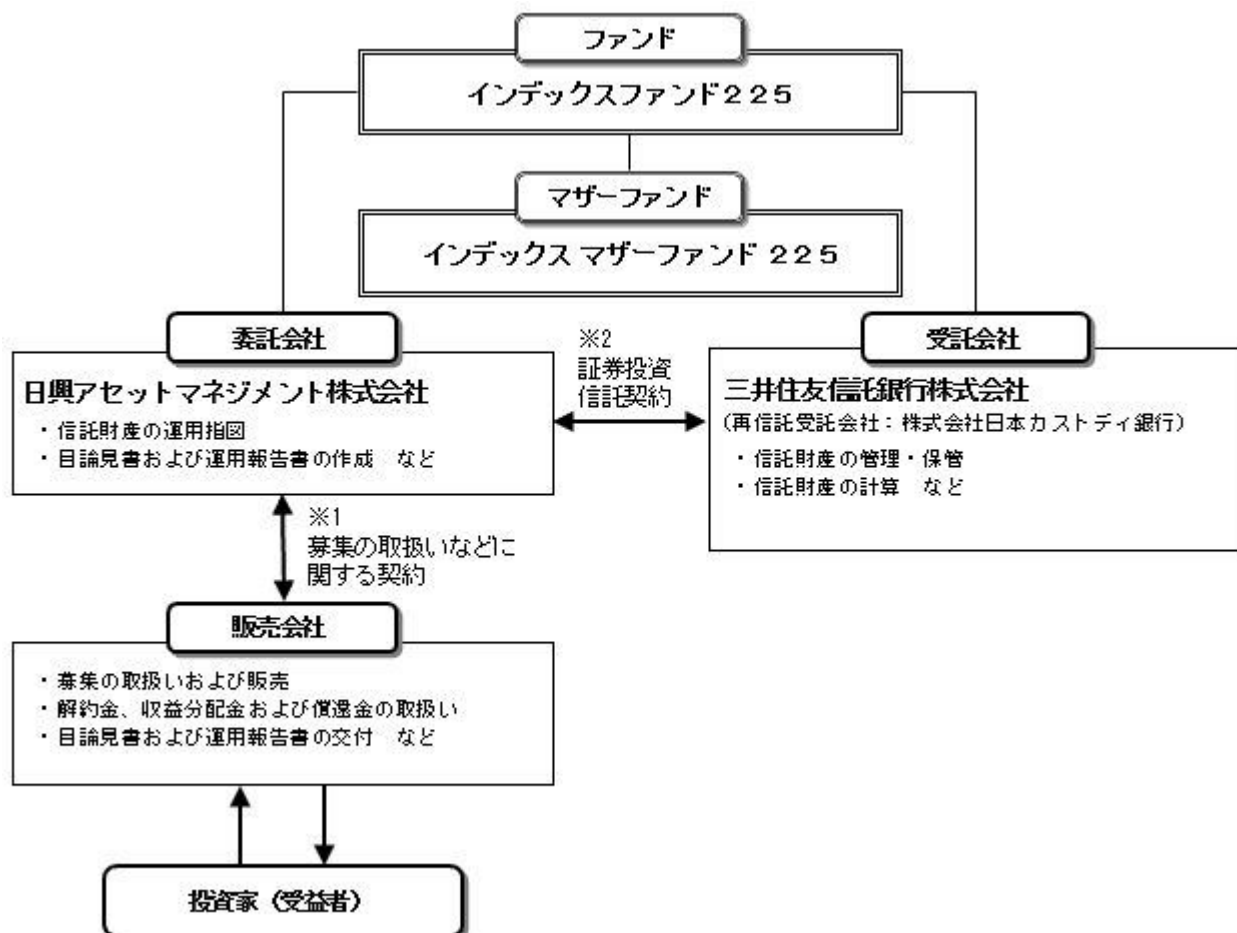 ファンド
インデックスファンド２２５
マザーファンド
インデックス マザーファンド ２２５
委託会社
日興アセットマネジメント株式会社
・信託財産の運用指図
・目論見書および運用報告書の作成　など
※2
証券投資
信託契約
受託会社
三井住友信託銀行株式会社
（再信託受託会社：株式会社日本カストディ銀行）
・信託財産の管理・保管
・信託財産の計算　など
※1
募集の取扱いなどに
関する契約
販売会社
・募集の取扱いおよび販売
・解約金、収益分配金および償還金の取扱い
・目論見書および運用報告書の交付　など
投資家（受益者）